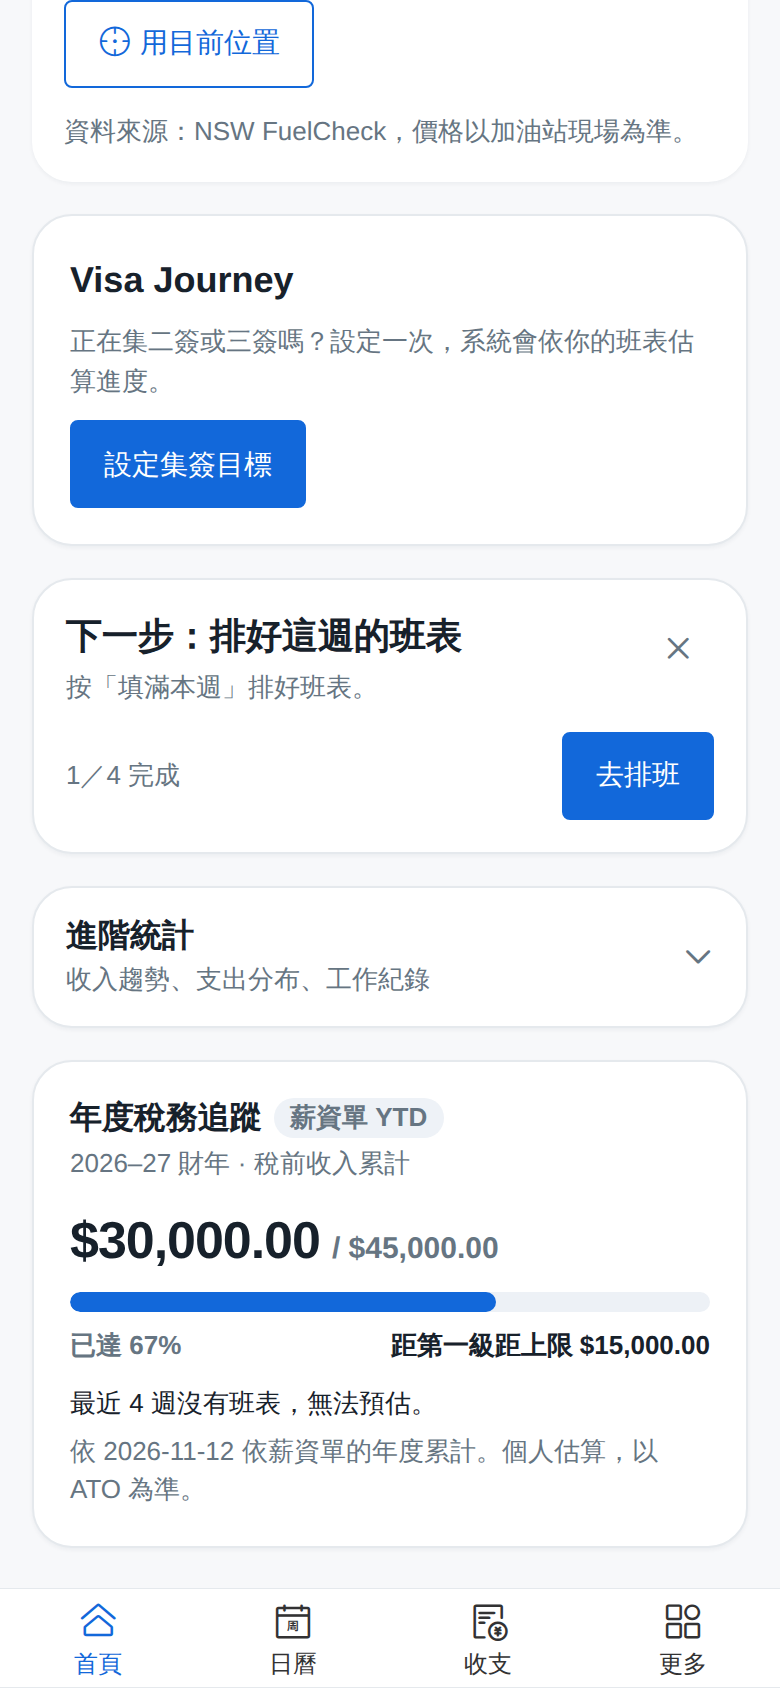 用目前位置
資料來源：NSW FuelCheck，價格以加油站現場為準。
Visa Journey
正在集二簽或三簽嗎？設定一次，系統會依你的班表估
算進度。
設定集簽目標
下一步：排好這週的班表
按「填滿本週」排好班表。
1／4 完成
去排班
進階統計
收入趨勢、支出分布、工作紀錄
年度稅務追蹤 薪資單 YTD
2026–27 財年 · 稅前收入累計
$30,000.00 / $45,000.00
已達 67%
距第一級距上限 $15,000.00
最近 4 週沒有班表，無法預估。
依 2026-11-12 依薪資單的年度累計。個人估算，以
ATO 為準。
周
¥
首頁
日曆
收支
更多